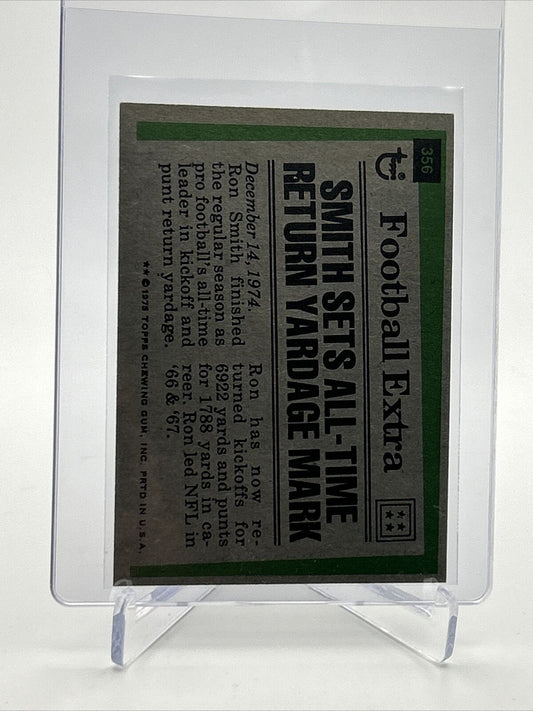 356
Football Extra
SMITH SETS ALL-TIME
RETURN YARDAGE MARK
December 14, 1974.
Ron Smith finished
the regular season as
pro football's all-time
leader in kickoff and
punt return yardage.
Ron has now re-
turned kickoffs for
6922 yards and punts
for 1788 yards in ca-
reer. Ron led NFL in
'66 & '67.
**© 1975 TOPPS CHEWING GUM, INC. PRTD IN U.S.A.